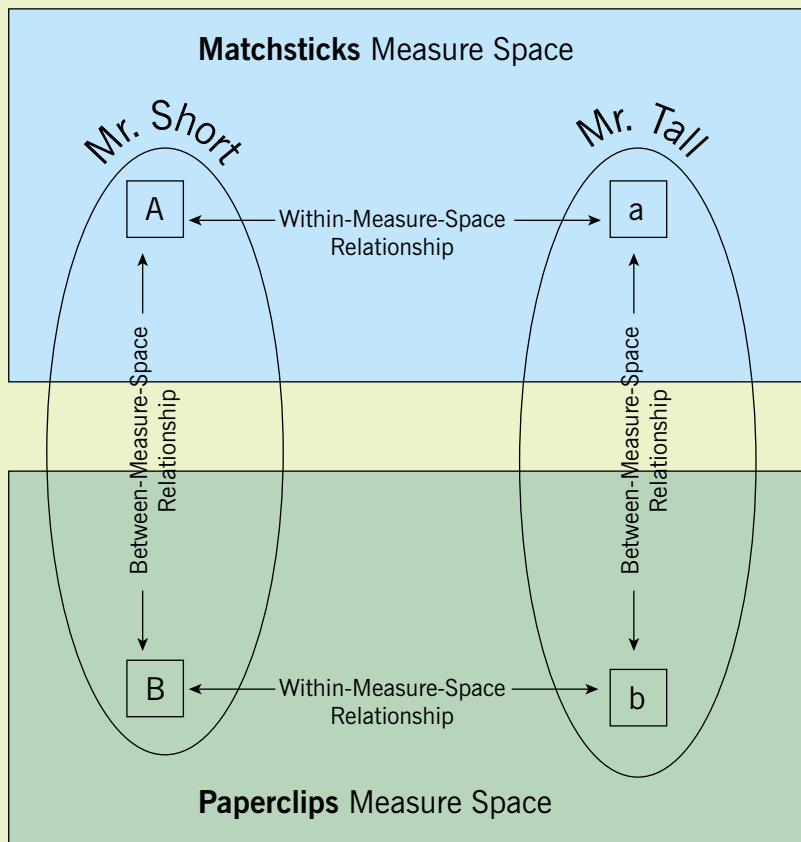 Matchsticks Measure Space
Mr. Short
Mr. Tall
A
Within-Measure-Space
Relationship
a
Between-Measure-Space
Relationship
Between-Measure-Space
Relationship
B
Within-Measure-Space
Relationship
b
Paperclips Measure Space